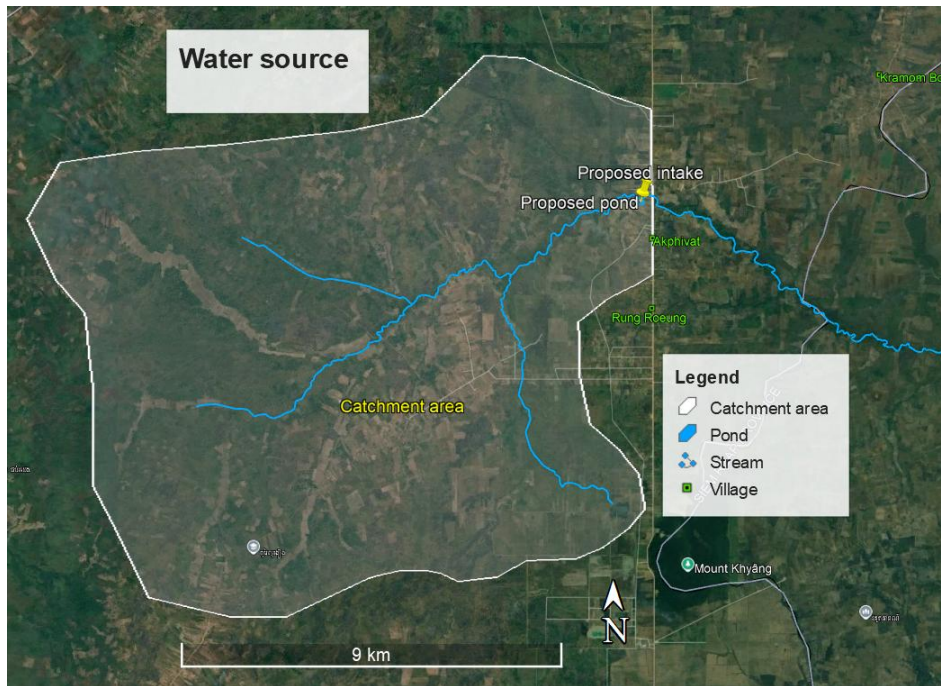 Water source
Kramom Bo
Proposed intake
Proposed pond
Akphivat
Rung Roeung
Legend
Catchment area
Pond
Stream
Village
Catchment area
Mount Khyâng
N
9 km